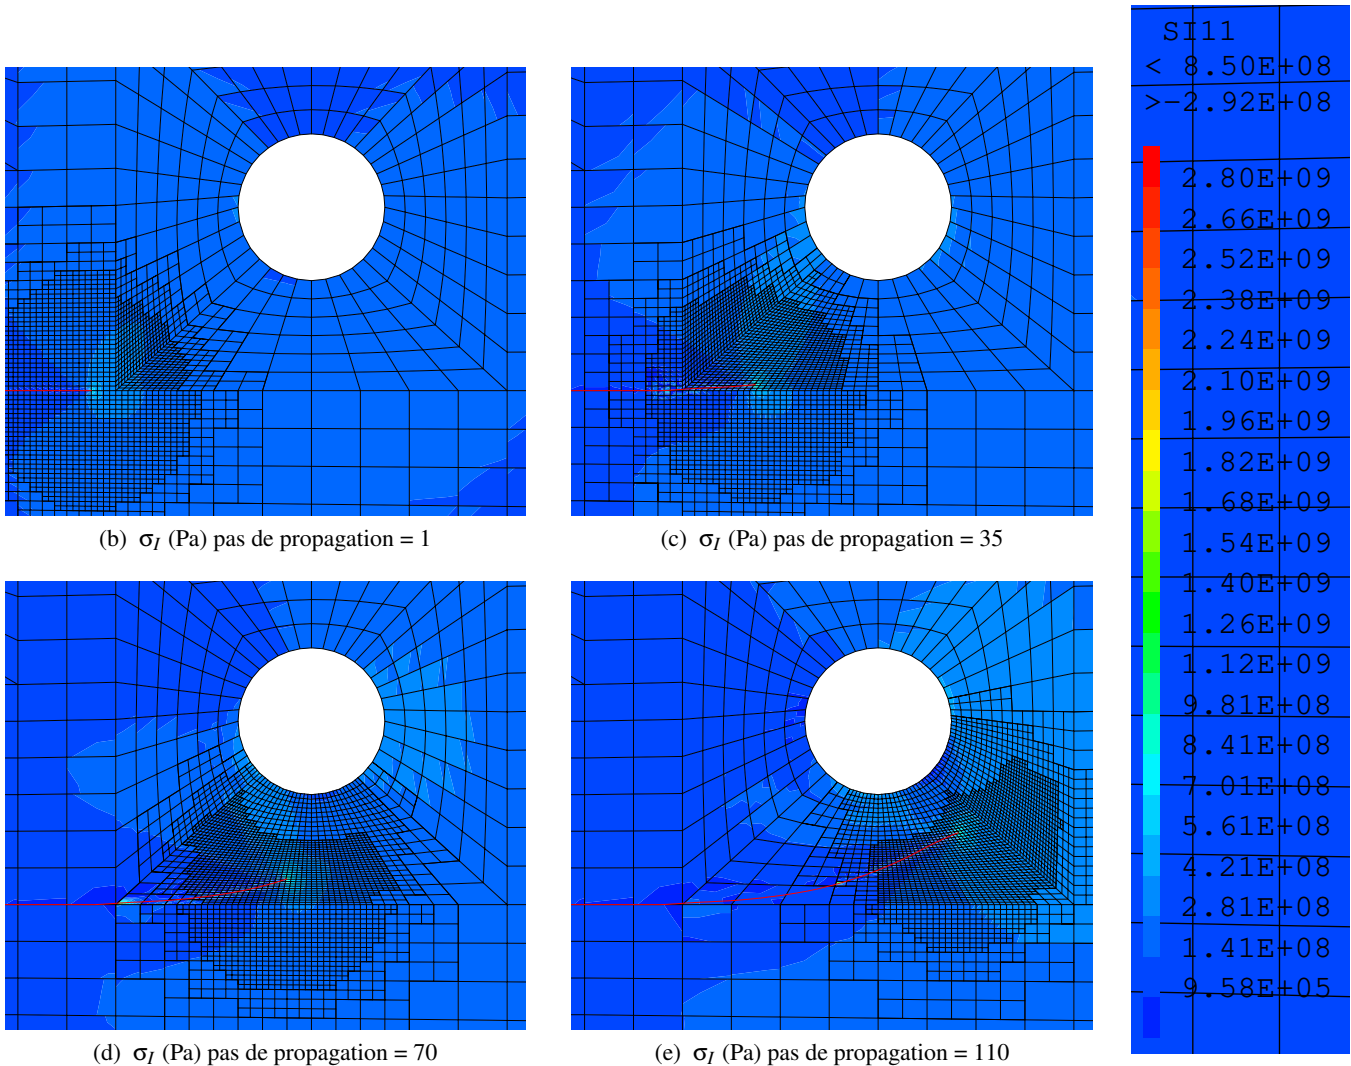 SI11
< 8.50E+08
>-2.92E+08
2.80E+09
2.66E+09
2.52E+09
2.38E+09
2.24E+09
2.10E+09
1.96E+09
1.82E+09
1.68E+09
1.54E+09
1.40E+09
1.26E+09
1.12E+09
9.81E+08
8.41E+08
7.01E+08
5.61E+08
4.21E+08
2.81E+08
1.41E+08
9.58E+05
(b) σI (Pa) pas de propagation = 1
(c) σI (Pa) pas de propagation = 35
(d) σI (Pa) pas de propagation = 70
(e) σI (Pa) pas de propagation = 110